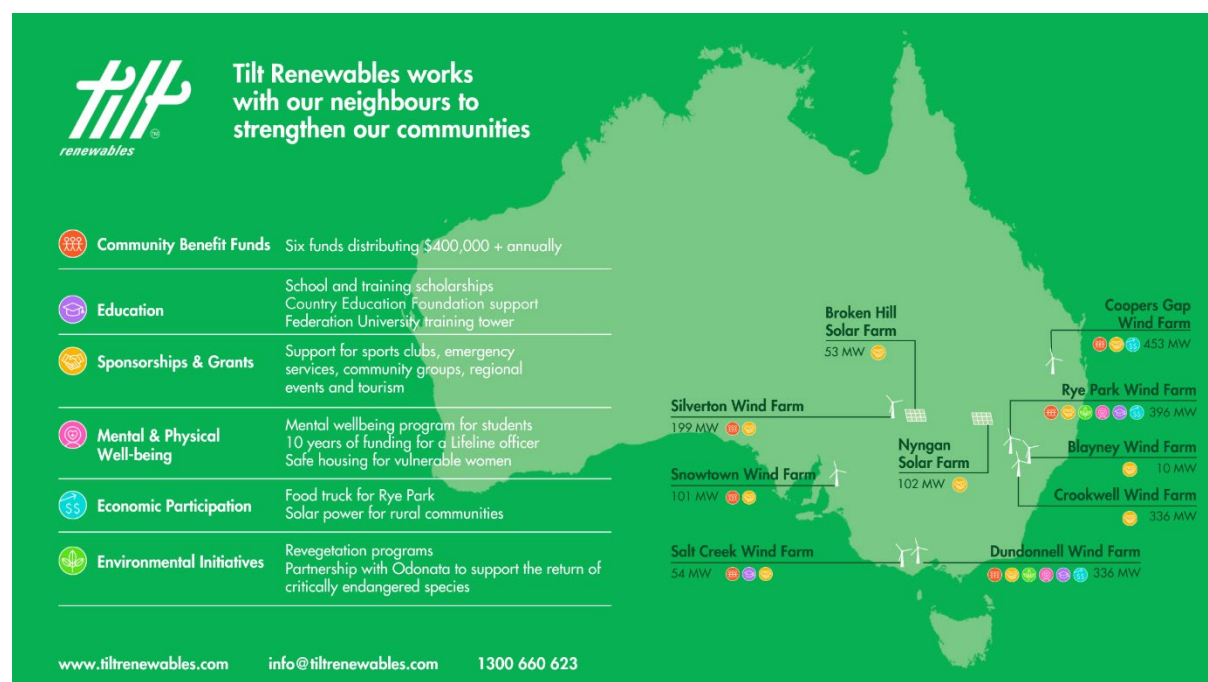 tilt
renewables
TM
Tilt Renewables works
with our neighbours to
strengthen our communities
Community Benefit Funds
Six funds distributing $400,000 + annually
Education
School and training scholarships
Country Education Foundation support
Federation University training tower
Sponsorships & Grants
Support for sports clubs, emergency
services, community groups, regional
events and tourism
Mental & Physical
Well-being
Mental wellbeing program for students
10 years of funding for a Lifeline officer
Safe housing for vulnerable women
$$
Economic Participation
Food truck for Rye Park
Solar power for rural communities
Environmental Initiatives
Revegetation programs
Partnership with Odonata to support the return of
critically endangered species
Broken Hill
Solar Farm
53 MW
Coopers Gap
Wind Farm
453 MW
Silverton Wind Farm
199 MW
Rye Park Wind Farm
396 MW
Nyngan
Solar Farm
102 MW
Blayney Wind Farm
10 MW
Snowtown Wind Farm
101 MW
Crookwell Wind Farm
336 MW
Salt Creek Wind Farm
54 MW
Dundonnell Wind Farm
336 MW
www.tiltrenewables.com
info@tiltrenewables.com
1300 660 623